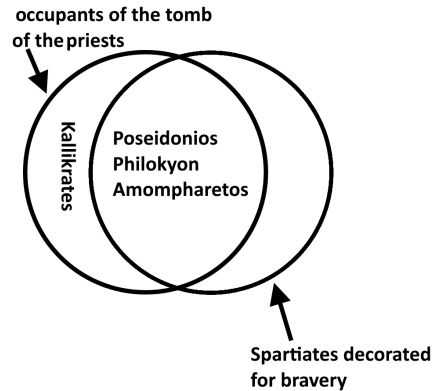 occupants of the tomb
of the priests
Kallikrates
Poseidonios
Philokyon
Amompharetos
Spartiates decorated
for bravery